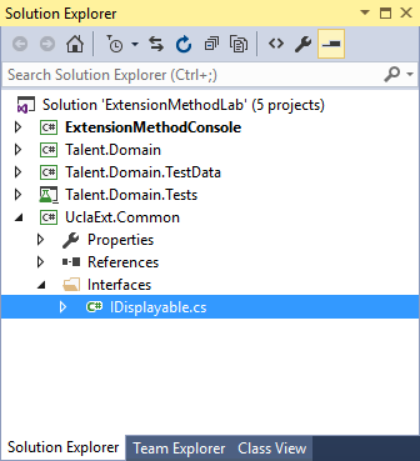 Solution Explorer
Search Solution Explorer (Ctrl+;)
Solution 'ExtensionMethodLab' (5 projects)
C# ExtensionMethodConsole
C# Talent.Domain
C# Talent.Domain.TestData
Talent.Domain.Tests
C# UclaExt.Common
Properties
References
Interfaces
C# IDisplayable.cs
Solution Explorer Team Explorer Class View